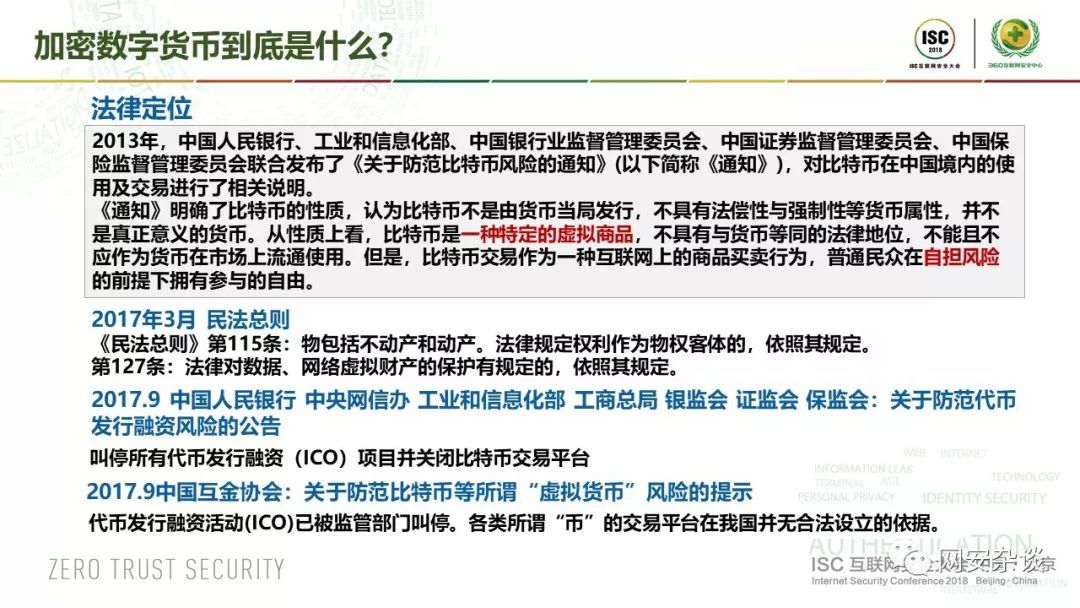 加密数字货币到底是什么?
ISC
2018
ISC互联网安全大会
360互联网安全中心
法律定位
2013年，中国人民银行、工业和信息化部、中国银行业监督管理委员会、中国证券监督管理委员会、中国保
险监督管理委员会联合发布了《关于防范比特币风险的通知》(以下简称《通知》)，对比特币在中国境内的使
用及交易进行了相关说明。
《通知》明确了比特币的性质，认为比特币不是由货币当局发行，不具有法偿性与强制性等货币属性，并不
是真正意义的货币。从性质上看，比特币是一种特定的虚拟商品，不具有与货币等同的法律地位，不能且不
应作为货币在市场上流通使用。但是，比特币交易作为一种互联网上的商品买卖行为，普通民众在自担风险
的前提下拥有参与的自由。
2017年3月 民法总则
《民法总则》第115条：物包括不动产和动产。法律规定权利作为物权客体的，依照其规定。
第127条：法律对数据、网络虚拟财产的保护有规定的，依照其规定。
2017.9 中国人民银行 中央网信办 工业和信息化部 工商总局 银监会 证监会 保监会：关于防范代币
发行融资风险的公告
叫停所有代币发行融资（ICO）项目并关闭比特币交易平台
2017.9中国互金协会：关于防范比特币等所谓“虚拟货币”风险的提示
代币发行融资活动(ICO)已被监管部门叫停。各类所谓“币”的交易平台在我国并无合法设立的依据。
WEB INTERNET
INFORMATION LEAK
TECHNOLOGY
TERMINAL AGE
PERSONAL PRIVACY
IDENTITY SECURITY
AUTHENTICATION
ZERO TRUST SECURITY
ISC 互联网安全大会 中国·北京
网安杂谈
Internet Security Conference 2018 Beijing·China
INDUSTRIAL